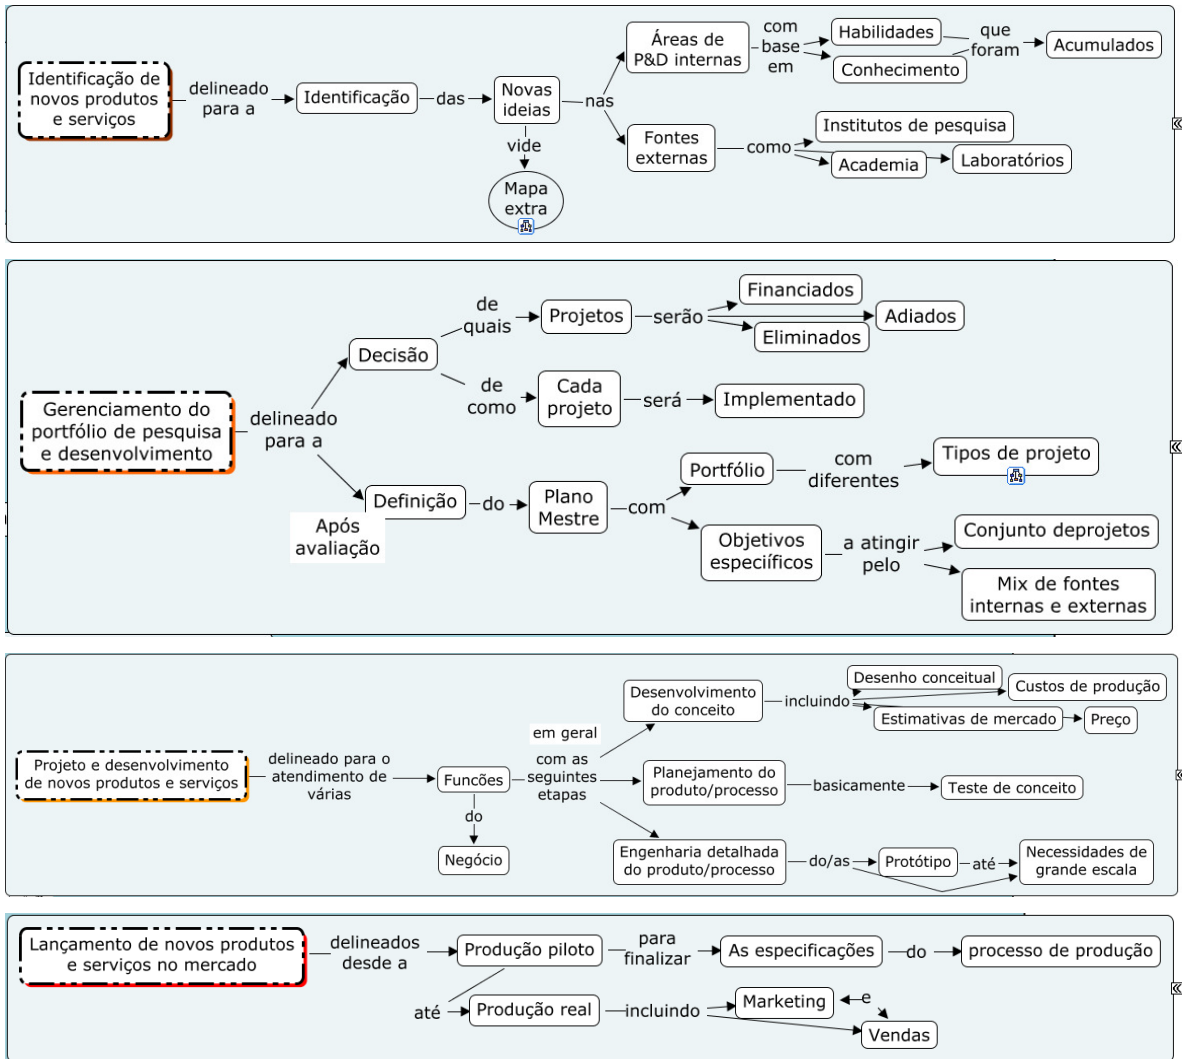 Identificação de
novos produtos
e serviços
delineado
para a
Identificação
das
Novas
ideias
vide
Mapa
extra
nas
Áreas de
P&D internas
com
base
em
Habilidades
Conhecimento
que
foram
Acumulados
Fontes
externas
como
Institutos de pesquisa
Academia
Laboratórios
Gerenciamento do
portfólio de pesquisa
e desenvolvimento
delineado
para a
Decisão
de
quais
Projetos
serão
Financiados
Adiados
Eliminados
de
como
Cada
projeto
será
Implementado
Definição
Após
avaliação
do
Plano
Mestre
com
Portfólio
com
diferentes
Tipos de projeto
Objetivos
especiíficos
a atingir
pelo
Conjunto deprojetos
Mix de fontes
internas e externas
Projeto e desenvolvimento
de novos produtos e serviços
delineado para o
atendimento de
várias
Funcões
do
Negócio
em geral
com as
seguintes
etapas
Desenvolvimento
do conceito
incluindo
Desenho conceitual
Custos de produção
Estimativas de mercado
Preço
Planejamento do
produto/processo
basicamente
Teste de conceito
Engenharia detalhada
do produto/processo
do/as
Protótipo
até
Necessidades de
grande escala
Lançamento de novos produtos
e serviços no mercado
delineados
desde a
Produção piloto
para
finalizar
As especificações
do
processo de produção
até
Produção real
incluindo
Marketing
e
Vendas